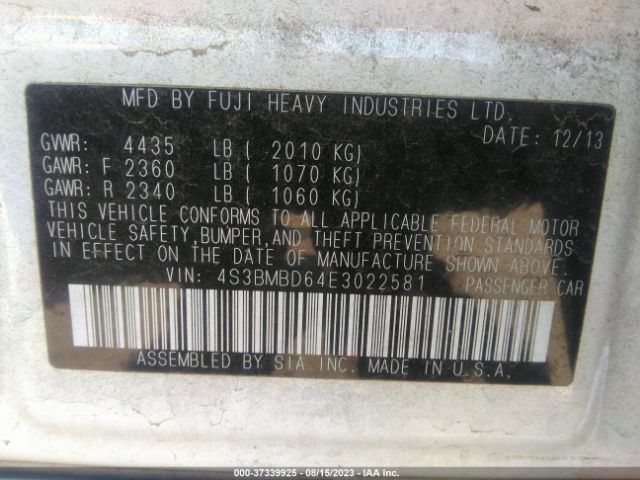 MFD BY FUJI HEAVY INDUSTRIES LTD.
DATE: 12/13
GVWR: 4435 LB ( 2010 KG)
GAWR: F 2360 LB ( 1070 KG)
GAWR: R 2340 LB ( 1060 KG)
THIS VEHICLE CONFORMS TO ALL APPLICABLE FEDERAL MOTOR
VEHICLE SAFETY, BUMPER, AND THEFT PREVENTION STANDARDS
IN EFFECT ON THE DATE OF MANUFACTURE SHOWN ABOVE.
VIN: 4S3BMBD64E3022581 PASSENGER CAR
ASSEMBLED BY SIA INC. MADE IN U.S.A.
000-37339925 - 08/15/2023 - IAA Inc.